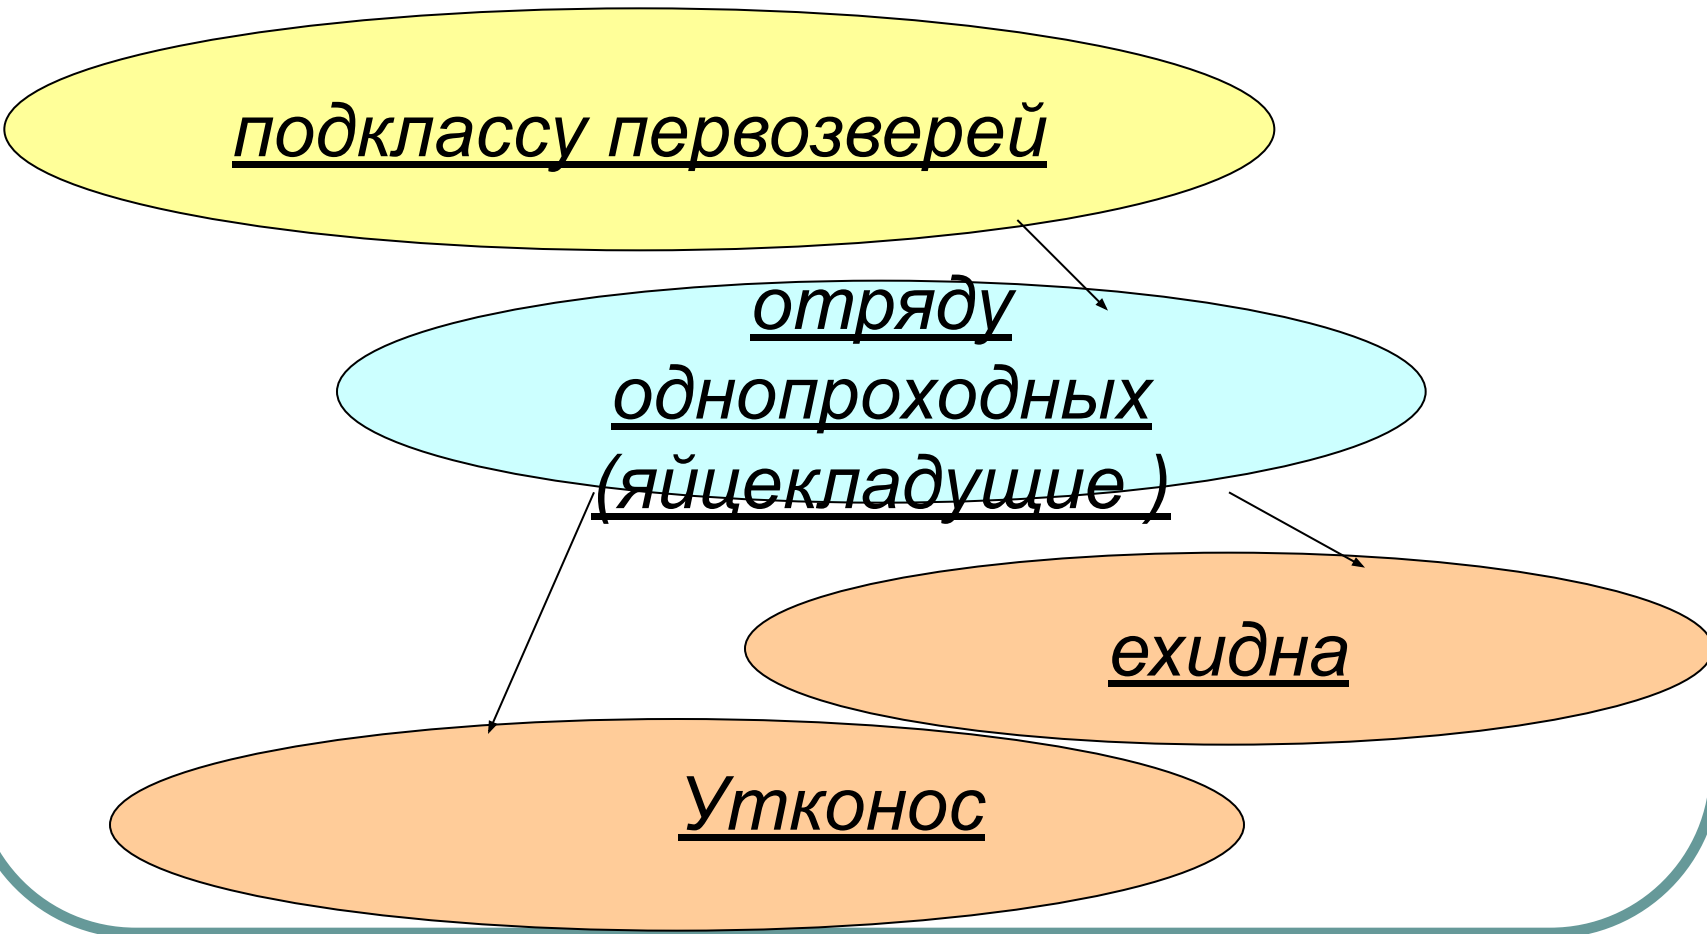 подклассу первозверей
отряду
однопроходных
(яйцекладущие )
ехидна
Утконос